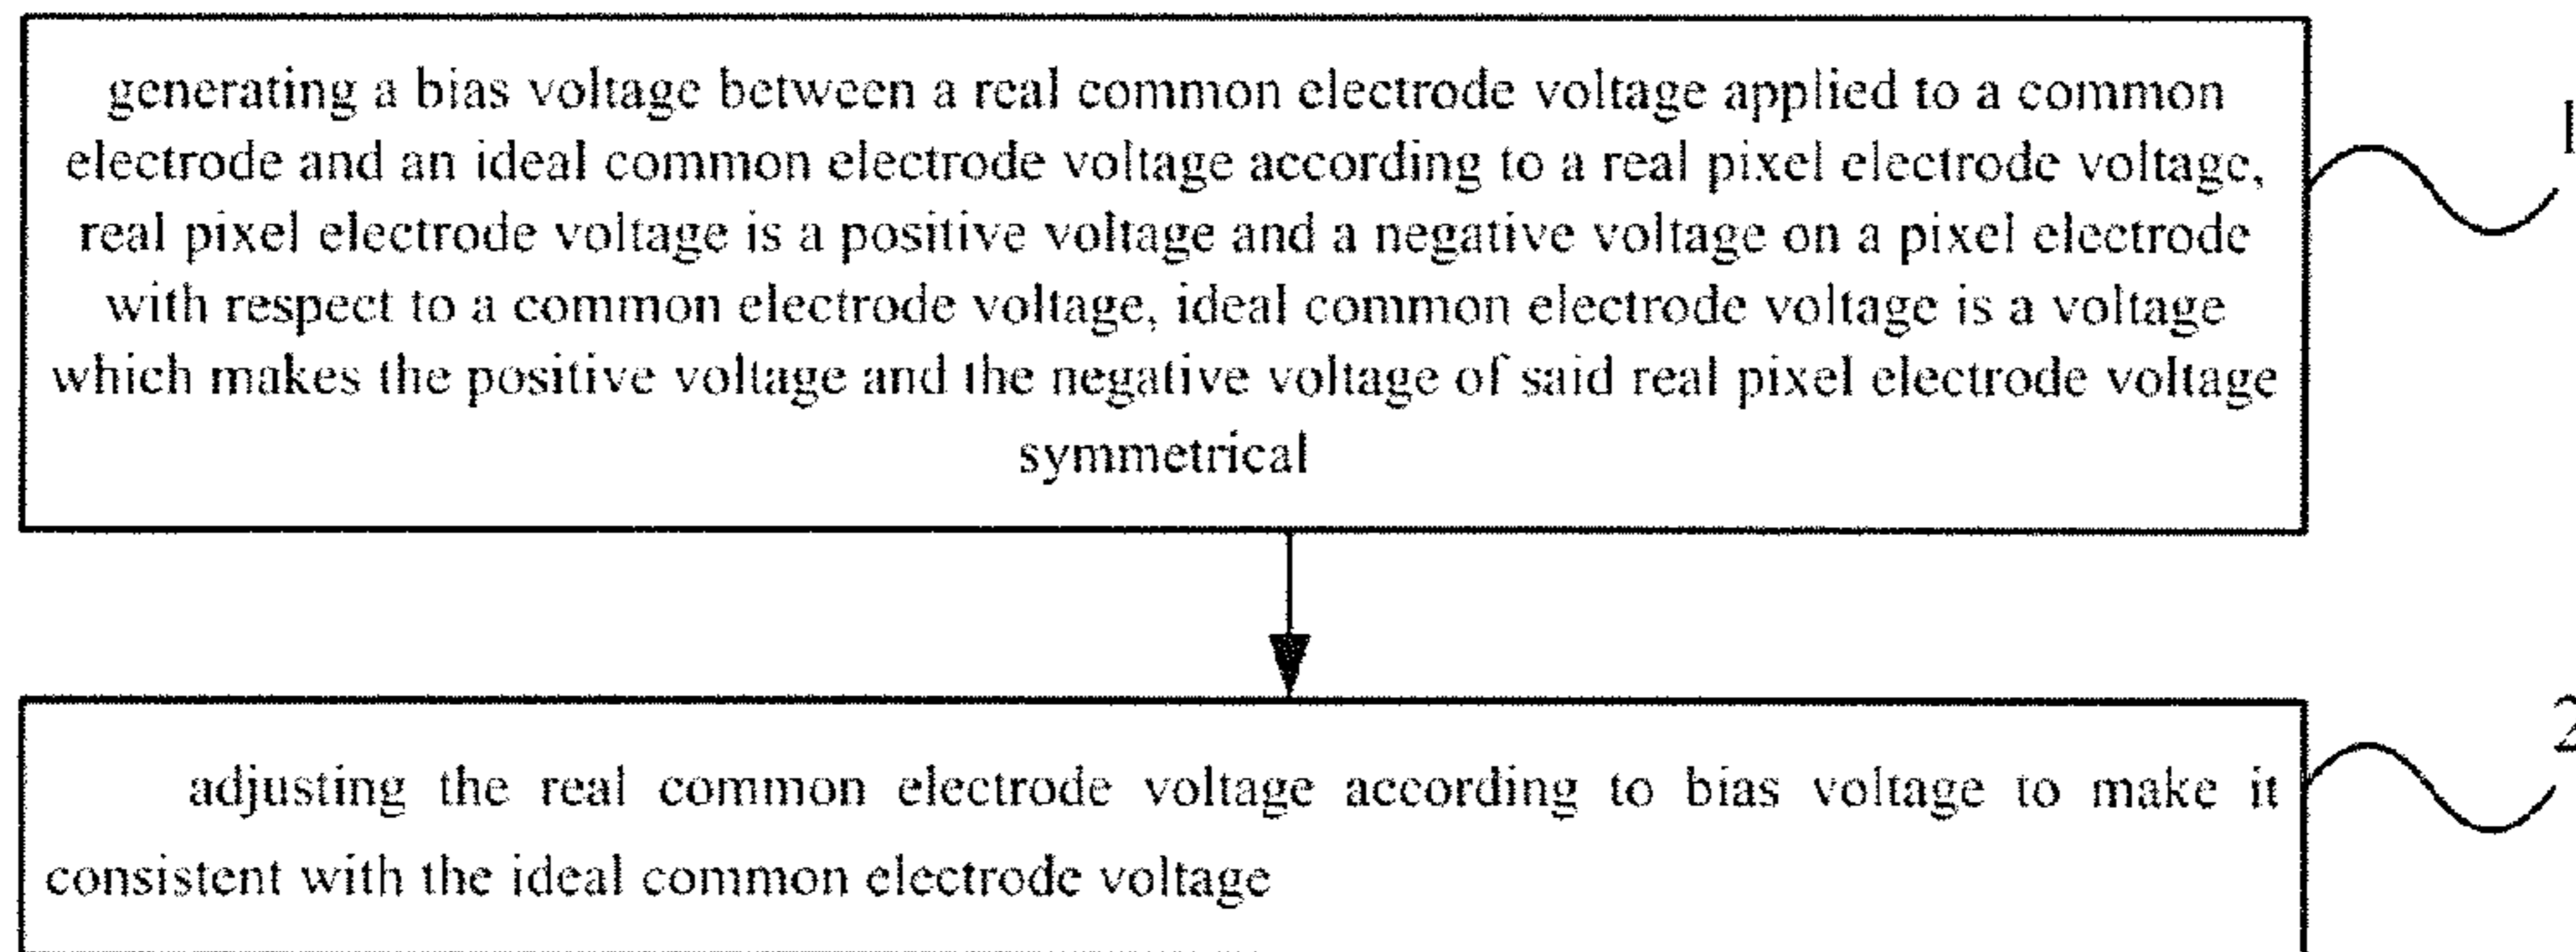 generating a bias voltage between a real common electrode voltage applied to a common
electrode and an ideal common electrode voltage according to a real pixel electrode voltage,
real pixel electrode voltage is a positive voltage and a negative voltage on a pixel electrode
with respect to a common electrode voltage, ideal common electrode voltage is a voltage
which makes the positive voltage and the negative voltage of said real pixel electrode voltage
symmetrical
1
adjusting the real common electrode voltage according to bias voltage to make it
consistent with the ideal common electrode voltage
2